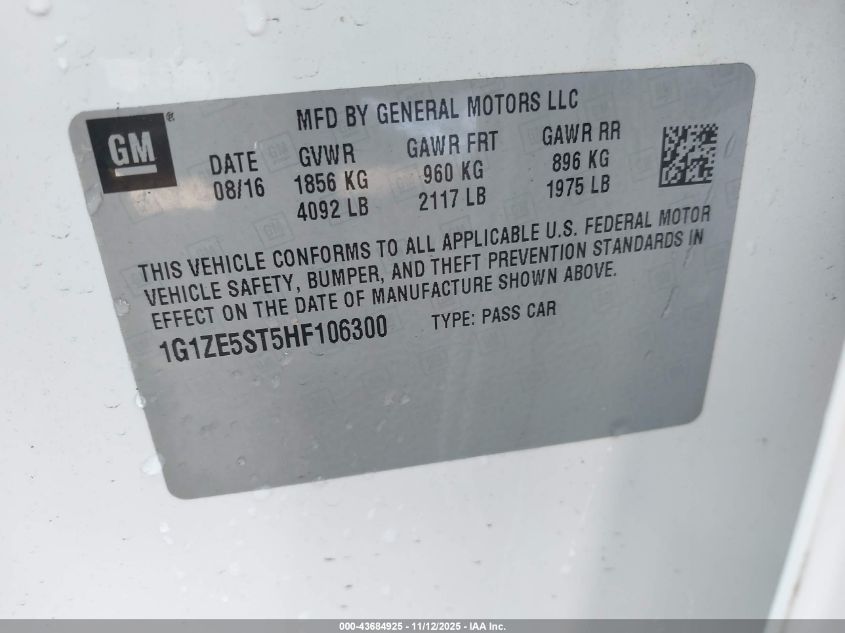 MFD BY GENERAL MOTORS LLC
GM®
DATE GVWR GAWR FRT GAWR RR
08/16 1856 KG 960 KG 896 KG
4092 LB 2117 LB 1975 LB
THIS VEHICLE CONFORMS TO ALL APPLICABLE U.S. FEDERAL MOTOR
VEHICLE SAFETY, BUMPER, AND THEFT PREVENTION STANDARDS IN
EFFECT ON THE DATE OF MANUFACTURE SHOWN ABOVE.
1G1ZE5ST5HF106300 TYPE: PASS CAR
000-43684925 - 11/12/2025 - IAA Inc.